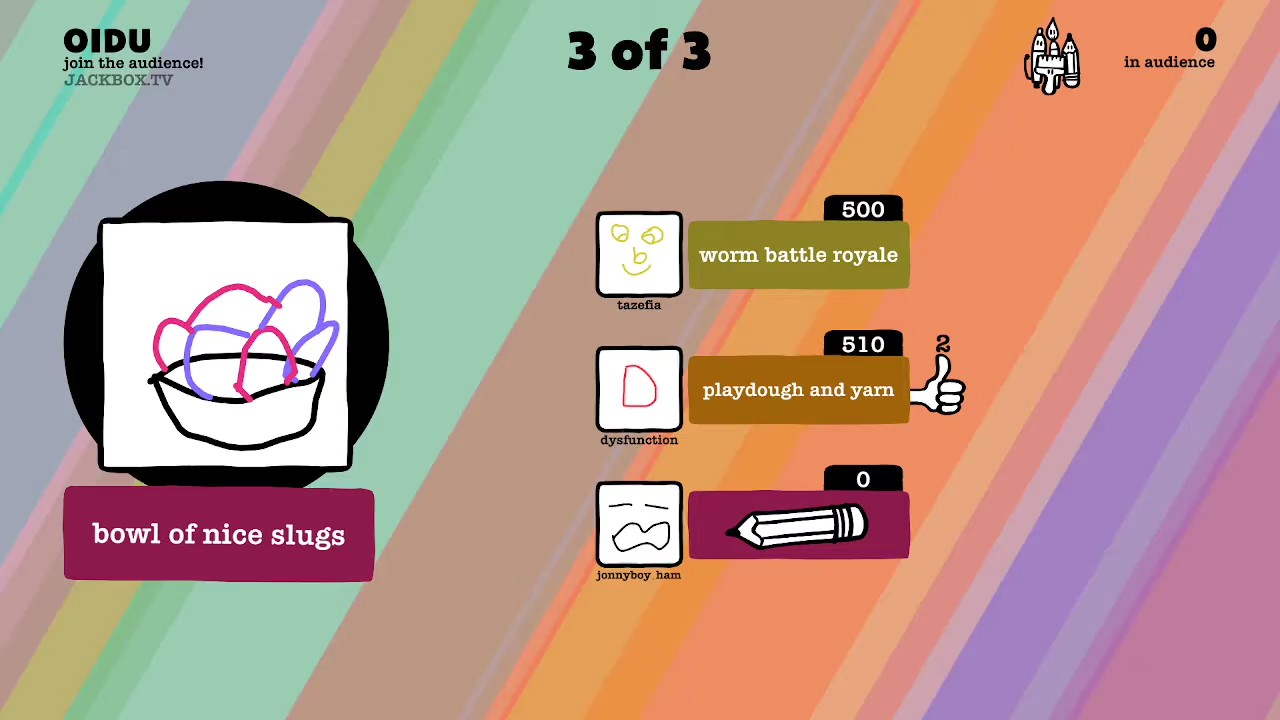 OIDU
join the audience!
JACKBOX.TV
3 of 3
0
in audience
bowl of nice slugs
500
worm battle royale
tazefia
510
playdough and yarn
2
D
dysfunction
0
jonnyboy ham